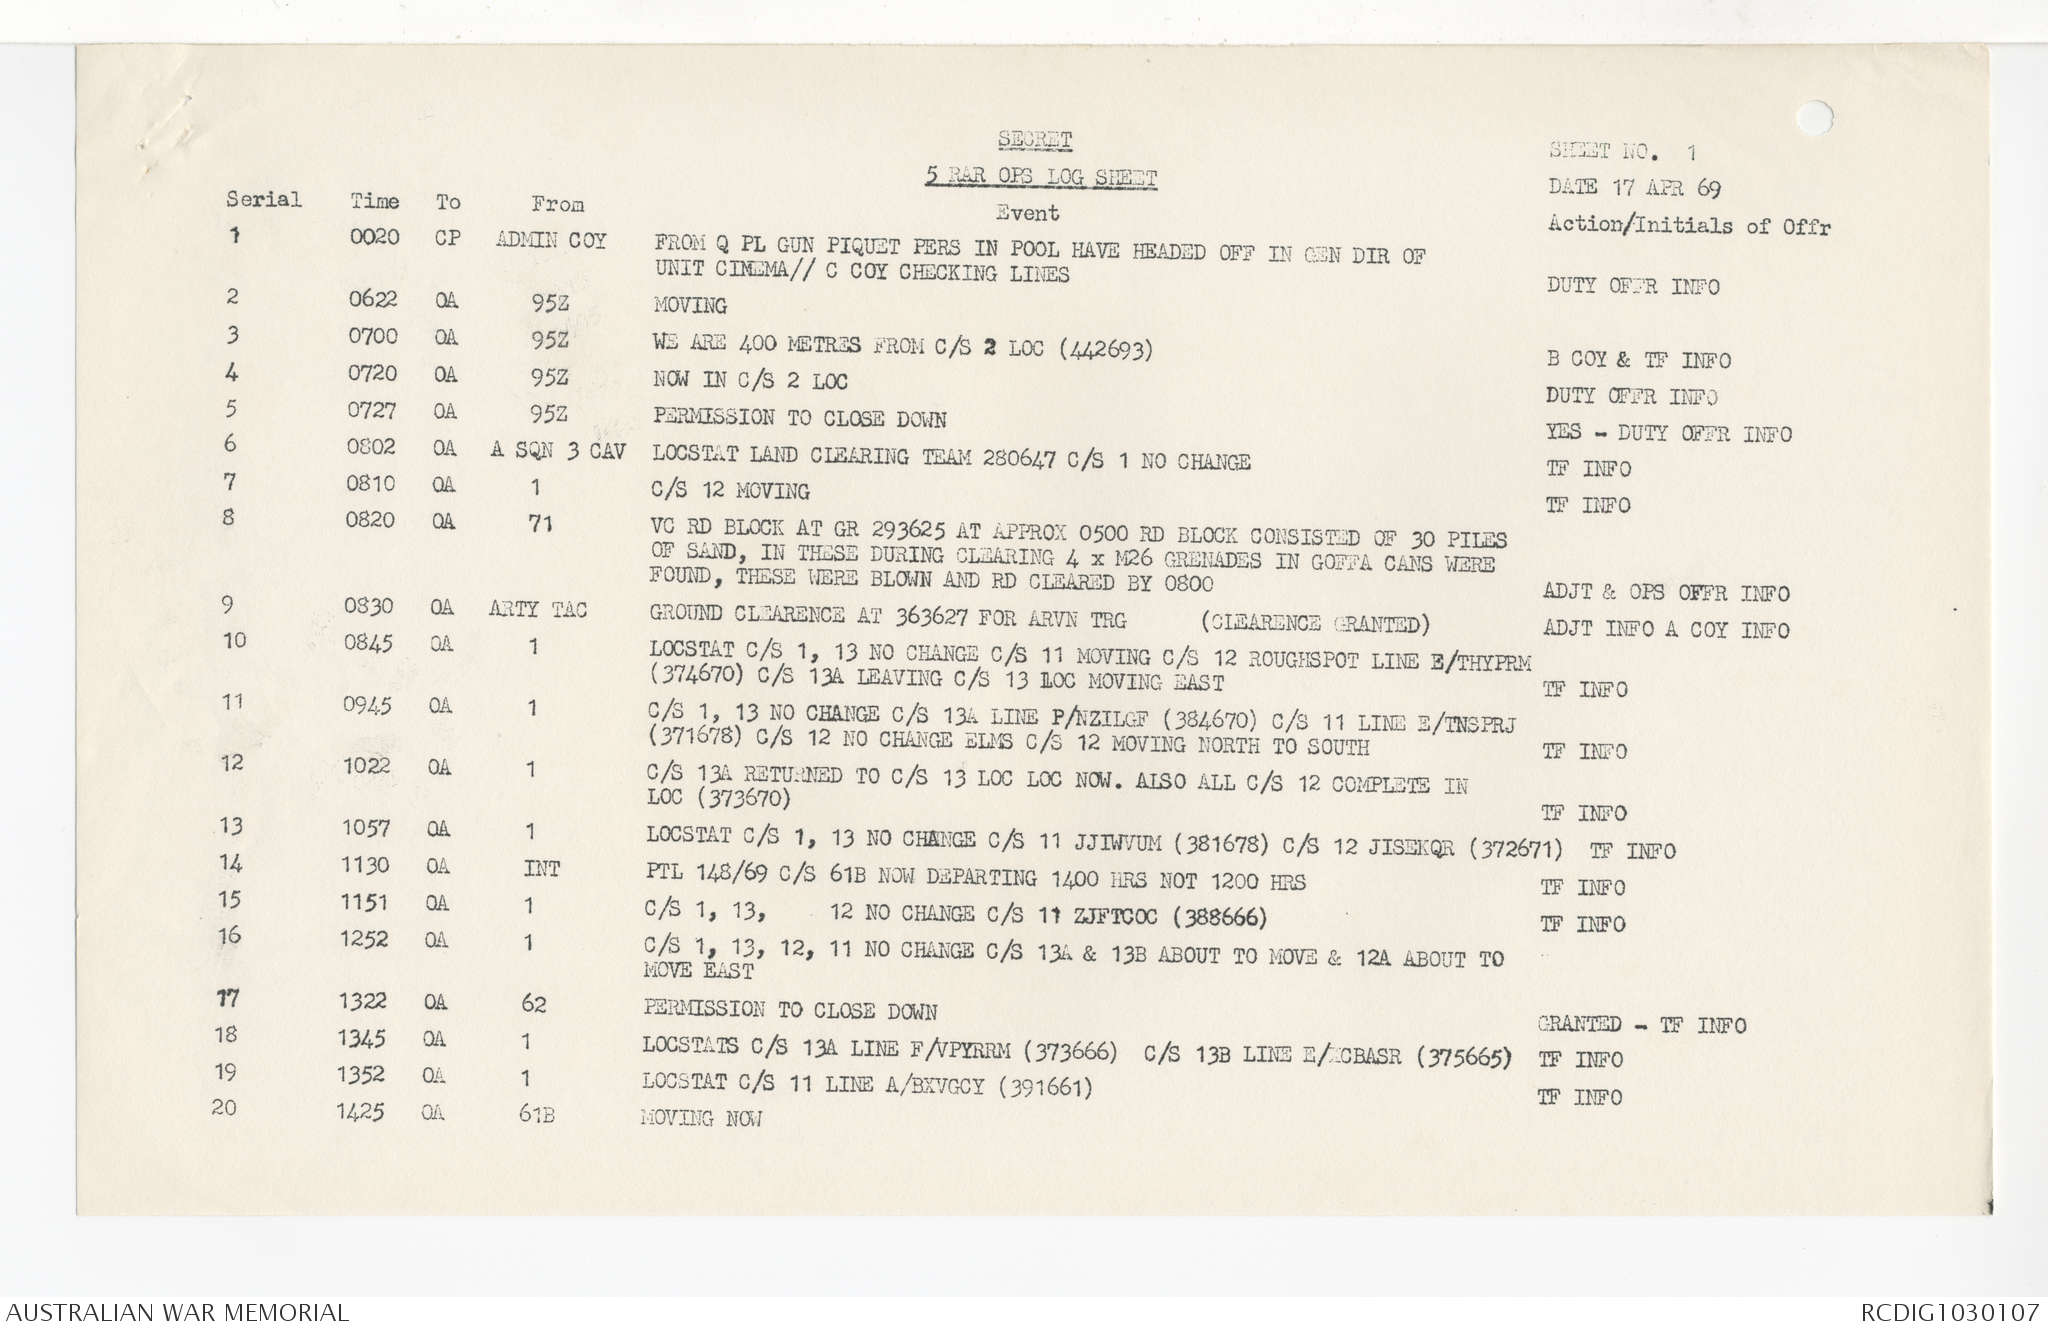 SECRET
SHEET NO. 1
5 RAR OPS LOG SHEET
DATE 17 APR 69
Serial Time To From Event Action/Initials of Offr
1 0020 CP ADMIN COY FROM Q PL GUN PIQUET PERS IN POOL HAVE HEADED OFF IN GEN DIR OF
UNIT CINEMA// C COY CHECKING LINES DUTY OFFR INFO
2 0622 OA 95Z MOVING
3 0700 OA 95Z WE ARE 400 METRES FROM C/S 2 LOC (442693) B COY & TF INFO
4 0720 OA 95Z NOW IN C/S 2 LOC DUTY OFFR INFO
5 0727 OA 95Z PERMISSION TO CLOSE DOWN YES - DUTY OFFR INFO
6 0802 OA A SQN 3 CAV LOCSTAT LAND CLEARING TEAM 280647 C/S 1 NO CHANGE TF INFO
7 0810 OA 1 C/S 12 MOVING TF INFO
8 0820 OA 71 VC RD BLOCK AT GR 293625 AT APPROX 0500 RD BLOCK CONSISTED OF 30 PILES
OF SAND, IN THESE DURING CLEARING 4 x M26 GRENADES IN GOFFA CANS WERE
FOUND, THESE WERE BLOWN AND RD CLEARED BY 0800 ADJT & OPS OFFR INFO
9 0830 OA ARTY TAC GROUND CLEARENCE AT 363627 FOR ARVN TRG (CLEARENCE GRANTED) ADJT INFO A COY INFO
10 0845 OA 1 LOCSTAT C/S 1, 13 NO CHANGE C/S 11 MOVING C/S 12 ROUGHSPOT LINE E/THYPRM
(374670) C/S 13A LEAVING C/S 13 LOC MOVING EAST TF INFO
11 0945 OA 1 C/S 1, 13 NO CHANGE C/S 13A LINE P/NZILGF (384670) C/S 11 LINE E/TNSPRJ
(371678) C/S 12 NO CHANGE ELMS C/S 12 MOVING NORTH TO SOUTH TF INFO
12 1022 OA 1 C/S 13A RETURNED TO C/S 13 LOC LOC NOW. ALSO ALL C/S 12 COMPLETE IN
LOC (373670) TF INFO
13 1057 OA 1 LOCSTAT C/S 1, 13 NO CHANGE C/S 11 JJIWVUM (381678) C/S 12 JISEKQR (372671) TF INFO
14 1130 OA INT PTL 148/69 C/S 61B NOW DEPARTING 1400 HRS NOT 1200 HRS TF INFO
15 1151 OA 1 C/S 1, 13, 12 NO CHANGE C/S 11 ZJFTCOC (388666) TF INFO
16 1252 OA 1 C/S 1, 13, 12, 11 NO CHANGE C/S 13A & 13B ABOUT TO MOVE & 12A ABOUT TO
MOVE EAST
17 1322 OA 62 PERMISSION TO CLOSE DOWN GRANTED - TF INFO
18 1345 OA 1 LOCSTATS C/S 13A LINE F/VPYRRM (373666) C/S 13B LINE (375665) TF INFO
19 1352 OA 1 LOCSTAT C/S 11 LINE A/BXVGCY (391661) TF INFO
20 1425 OA 61B MOVING NOW
AUSTRALIAN WAR MEMORIAL
RCDIG1030107